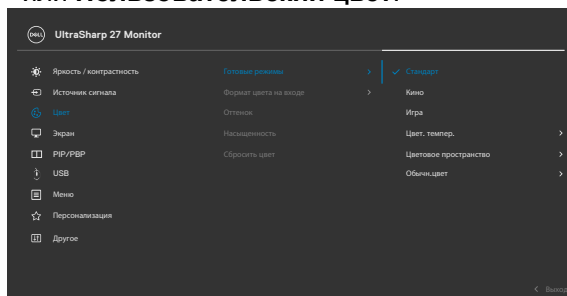 или Пользовательский цвет.
DELL UltraSharp 27 Monitor
Яркость / контрастность Готовые режимы Стандарт
Источник сигнала Формат цвета на входе Кино
Цвет Оттенок Игра
Экран Насыщенность Цвет. темпер.
PIP/PBP Сбросить цвет Цветовое пространство
USB Обычн.цвет
Меню
Персонализация
Другое
Выход